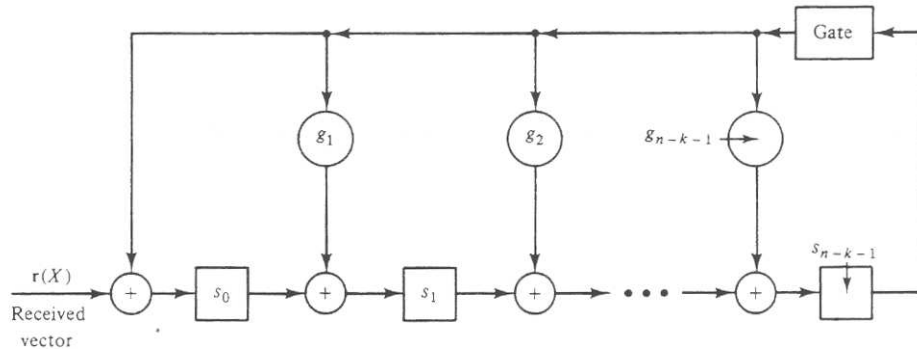 Gate
g₁
g₂
gₙ₋ₖ₋₁
r(X)
Received
vector
+
s₀
+
s₁
+
+
sₙ₋ₖ₋₁